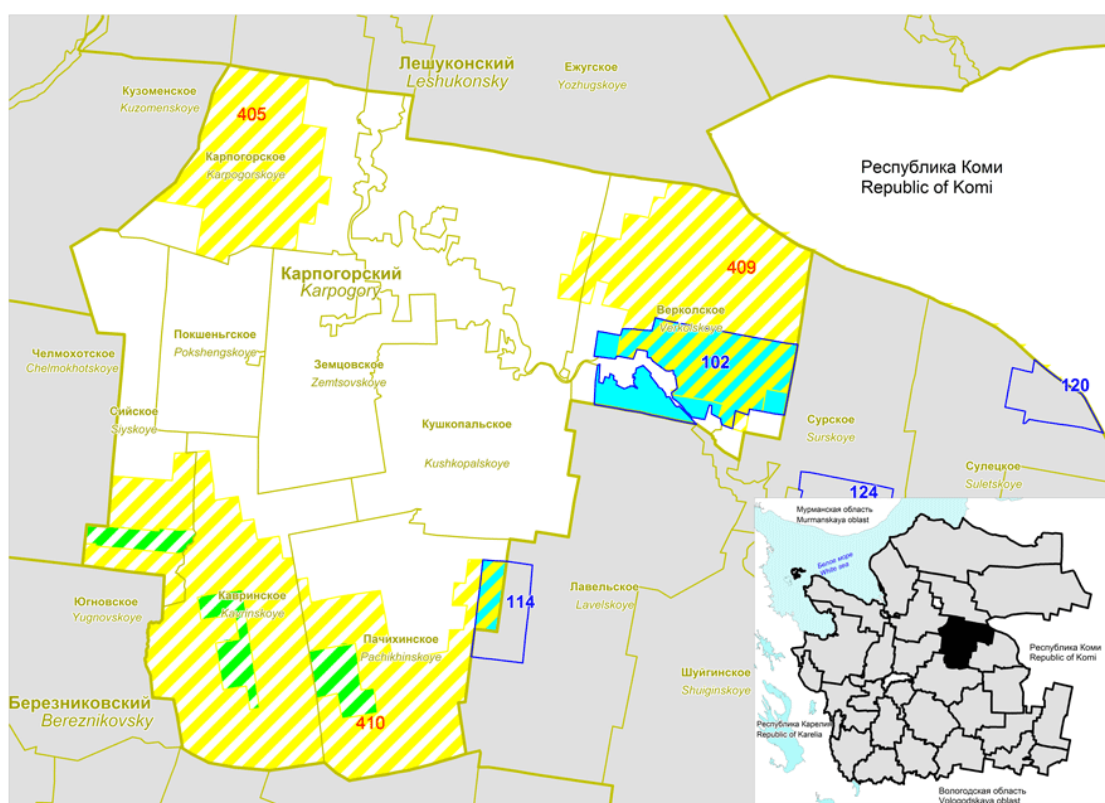 Лешуконский
Leshukonsky
Ежугское
Yozhugskoye
Кузоменское
Kuzomenskoye
405
Карпогорское
Karpogorskoye
Республика Коми
Republic of Komi
Карпогорский
Karpogory
409
Верколское
Verkolskoye
Покшеньгское
Pokshengskoye
Челмохотское
Chelmokhotskoye
Земцовское
Zemtsovskoye
102
120
Сийское
Siyskoye
Кушкопальское
Kushkopalskoye
Сурское
Surskoye
Сулецкое
Suletskoye
124
Мурманская область
Murmanskaya oblast
Белое море
White sea
Югновское
Yugnovskoye
Кавринское
Kavrinskoye
114
Лавельское
Lavelskoye
Пачихинское
Pachikhinskoye
Шуйгинское
Shuiginskoye
Республика Коми
Republic of Komi
Березниковский
Bereznikovsky
410
Республика Карелия
Republic of Karelia
Вологодская область
Vologodskaya oblast